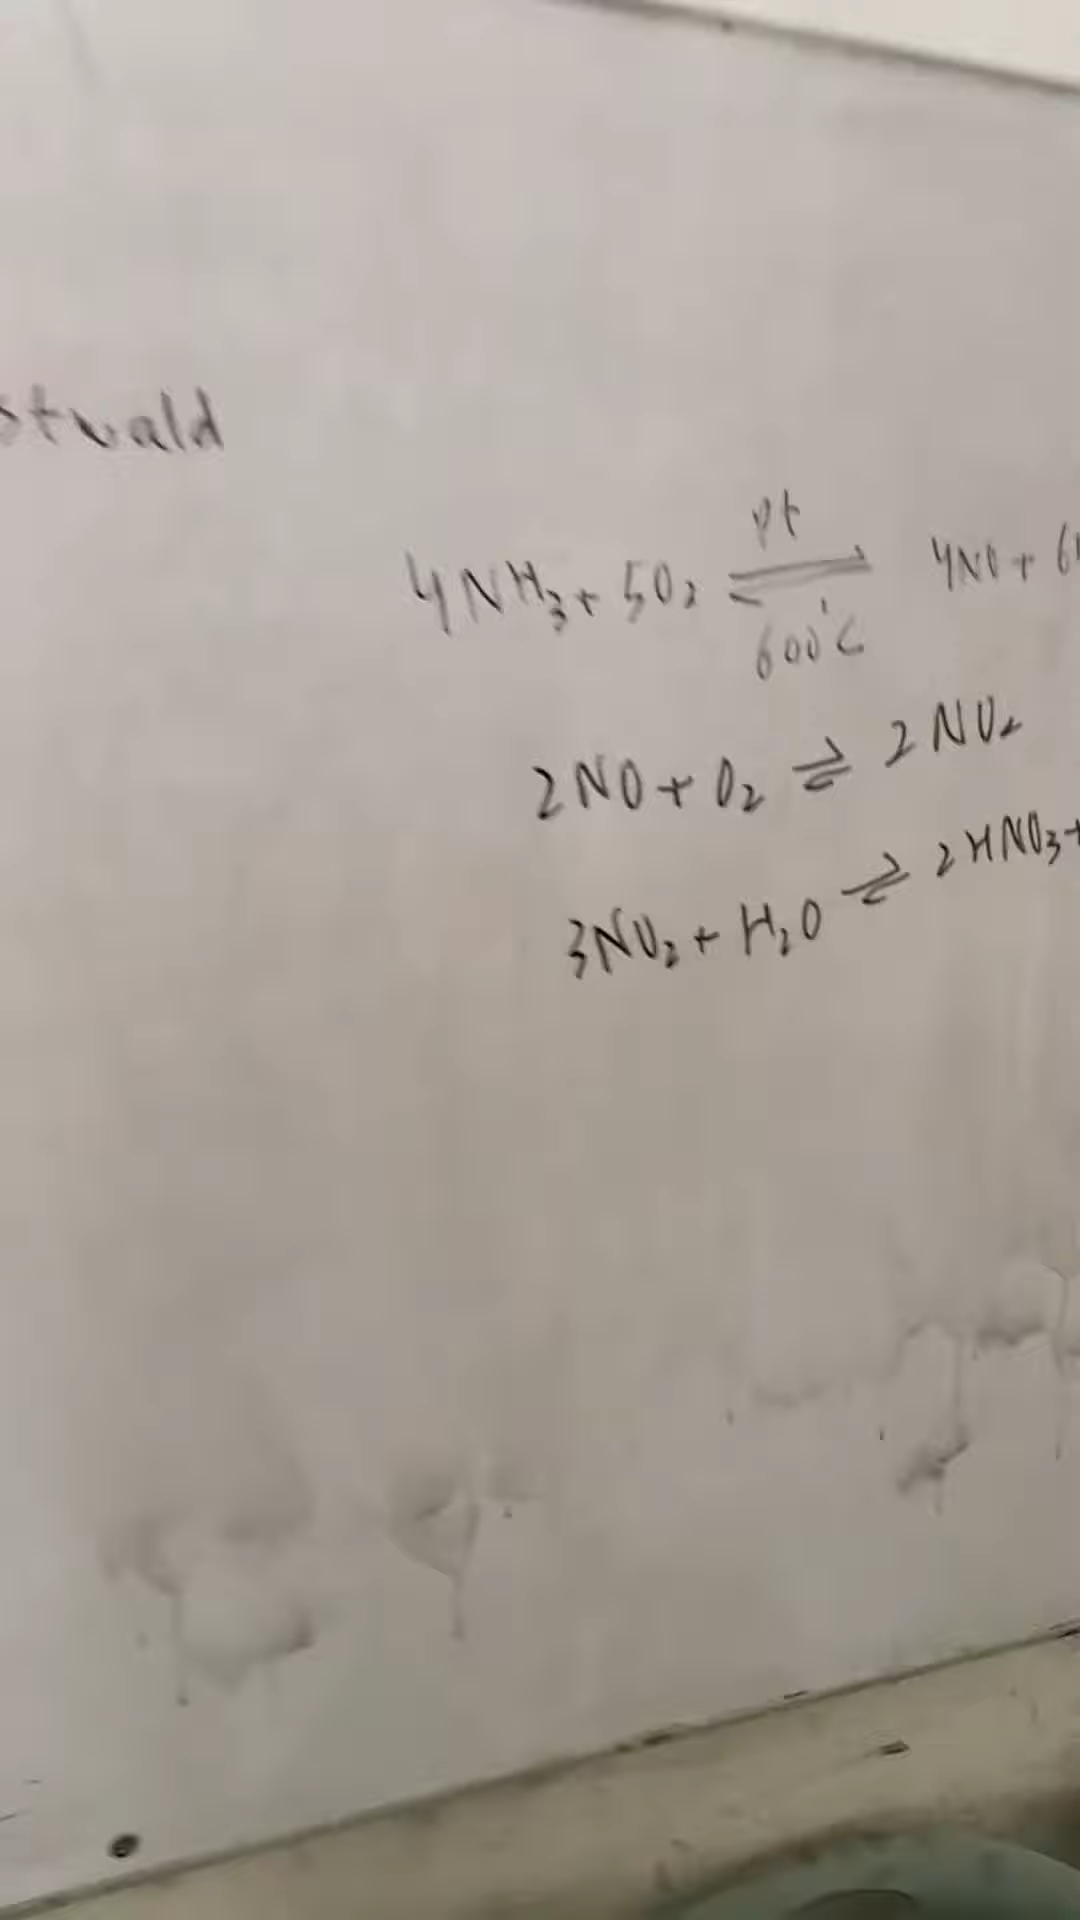 stwald
Pt
4NH₃ + 5O₂ ⇌ 4NO + 6
600°C
2NO + O₂ ⇌ 2NO₂
3NO₂ + H₂O ⇌ 2HNO₃ +